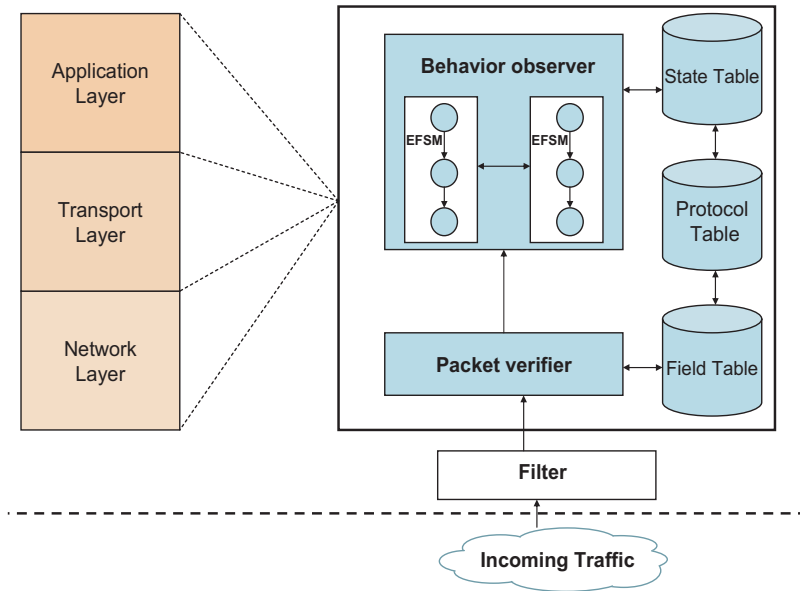 Application
Layer
Transport
Layer
Network
Layer
Behavior observer
EFSM
EFSM
State Table
Protocol
Table
Field Table
Packet verifier
Filter
Incoming Traffic